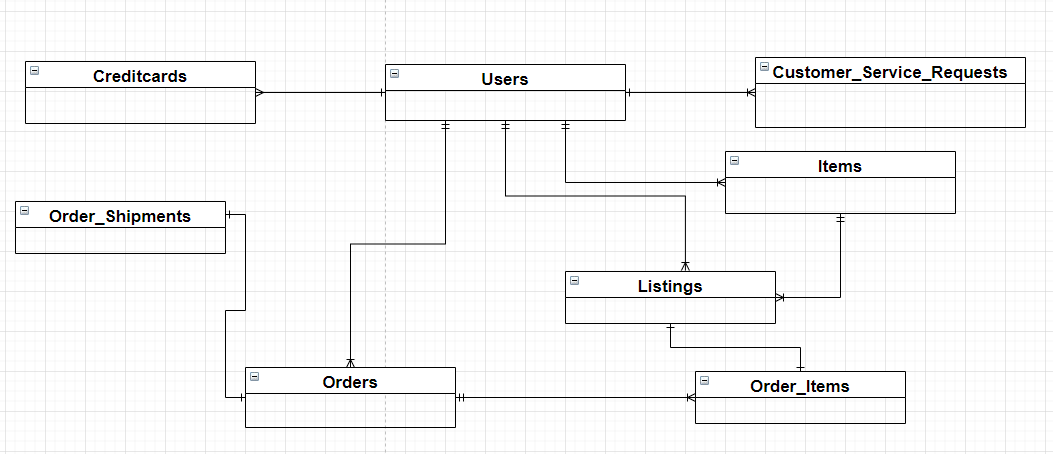 Creditcards
Users
Customer_Service_Requests
Items
Order_Shipments
Listings
Orders
Order_Items